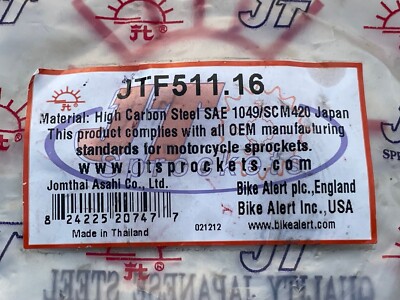 JT
JTF511.16
Material: High Carbon Steel SAE 1049/SCM420 Japan
This product complies with all OEM manufacturing
standards for motorcycle sprockets.
www.jtsprockets.com
Jomthai Asahi Co., Ltd.
Bike Alert plc.,England
8 24225 20747 7
Bike Alert Inc.,USA
Made in Thailand
021212
www.bikealert.com
JT
JT
QUALITY JAPANESE STEEL